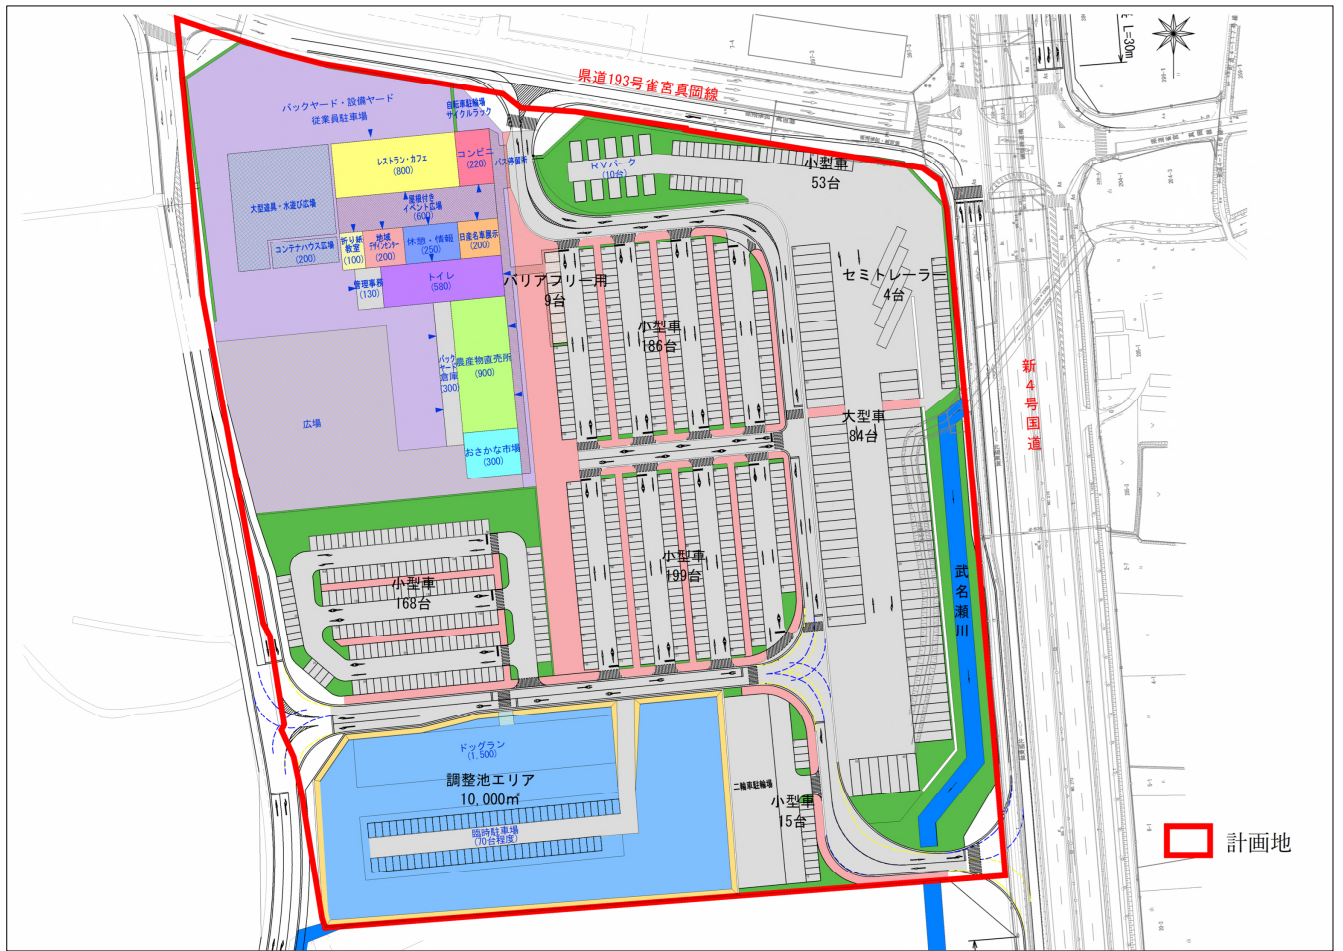 県道193号雀宮真岡線
L=30m
バックヤード・設備ヤード
従業員駐車場
自転車駐輪場
サイクルラック
レストラン・カフェ
(800)
コンビニ
(220)
バス停留所
RVパーク
(10台)
小型車
53台
大型遊具・水遊び広場
屋根付き
イベント広場
(600)
コンテナハウス広場
(200)
折り紙
教室
(100)
地域
デザインセンター
(200)
休憩・情報
(250)
日産名車展示
(200)
管理事務
(130)
トイレ
(580)
バリアフリー用
9台
セミトレーラー
4台
小型車
186台
バック
ヤード
倉庫
(300)
農産物直売所
(900)
新4号国道
大型車
84台
広場
おさかな市場
(300)
小型車
168台
小型車
199台
武名瀬川
ドッグラン
(1,500)
調整池エリア
10,000㎡
臨時駐車場
(70台程度)
二輪車駐輪場
小型車
15台
計画地